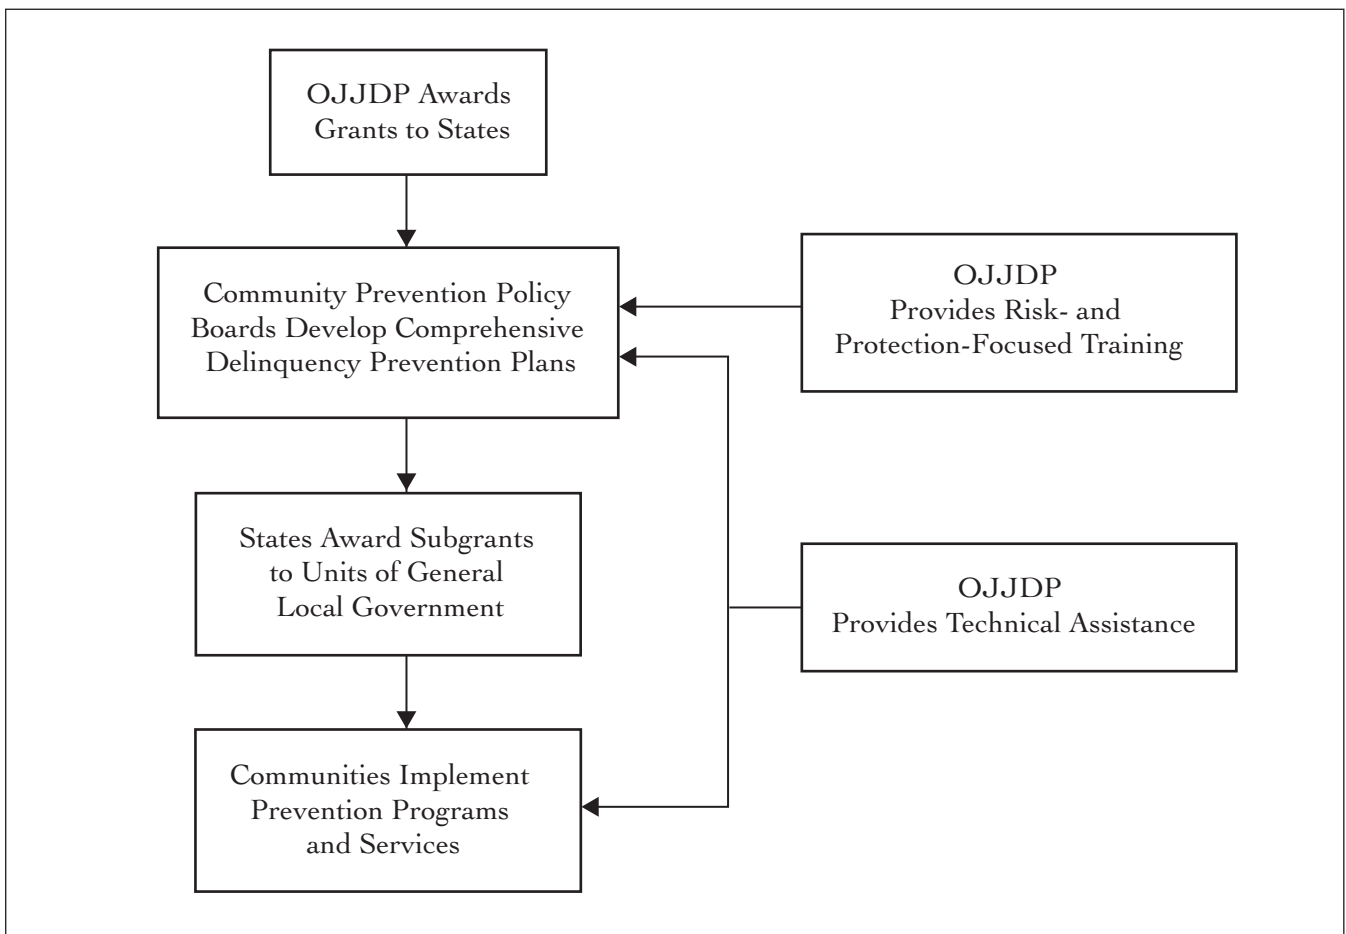 OJJDP Awards
Grants to States
Community Prevention Policy
Boards Develop Comprehensive
Delinquency Prevention Plans
OJJDP
Provides Risk- and
Protection-Focused Training
States Award Subgrants
to Units of General
Local Government
OJJDP
Provides Technical Assistance
Communities Implement
Prevention Programs
and Services